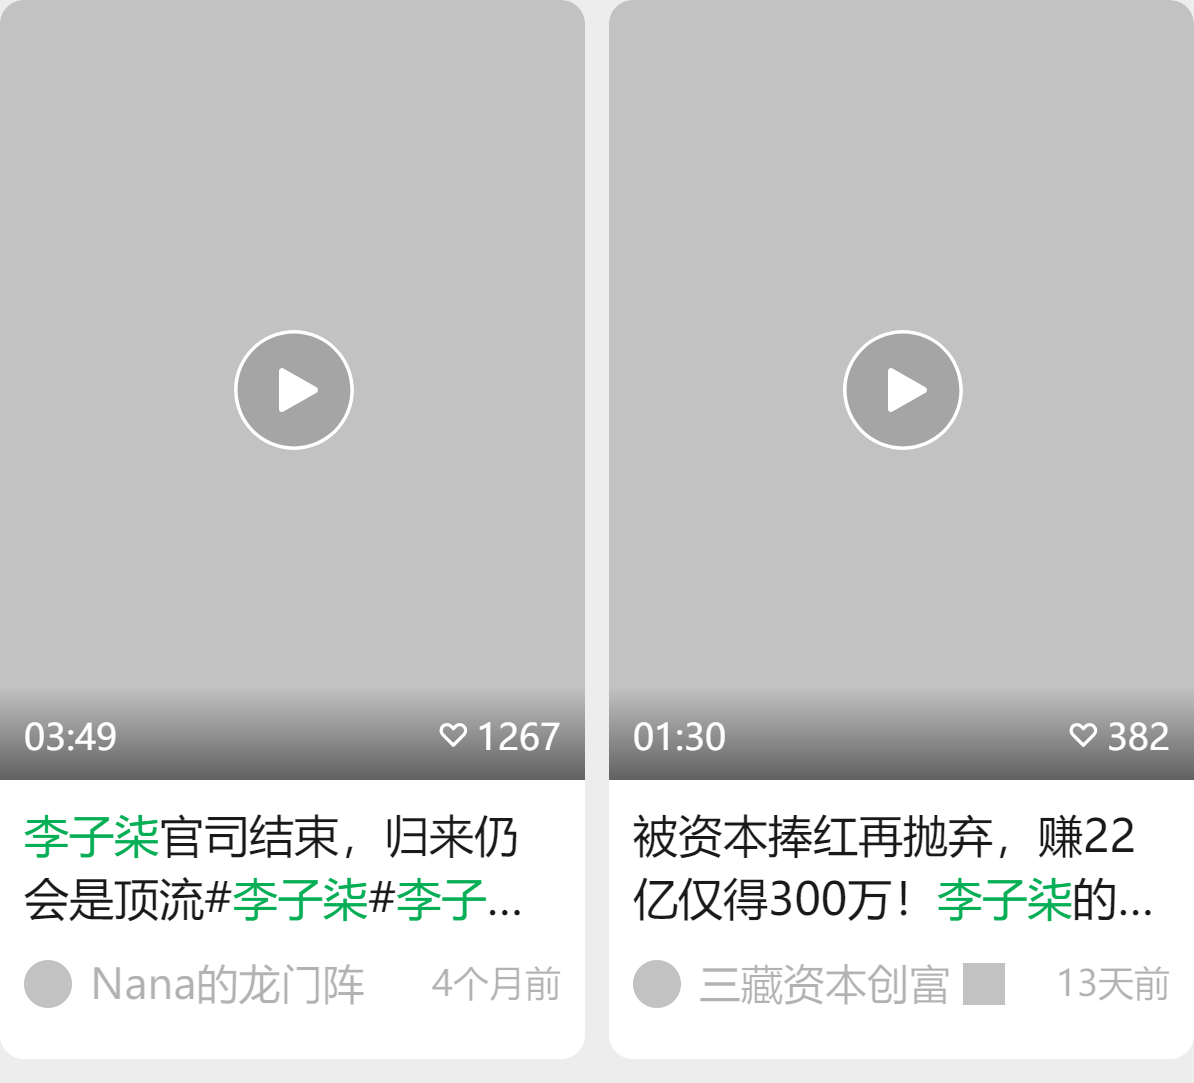 03:49
1267
李子柒官司结束，归来仍
会是顶流#李子柒#李子...
Nana的龙门阵
4个月前
01:30
382
被资本捧红再抛弃，赚22
亿仅得300万！李子柒的...
三藏资本创富
13天前